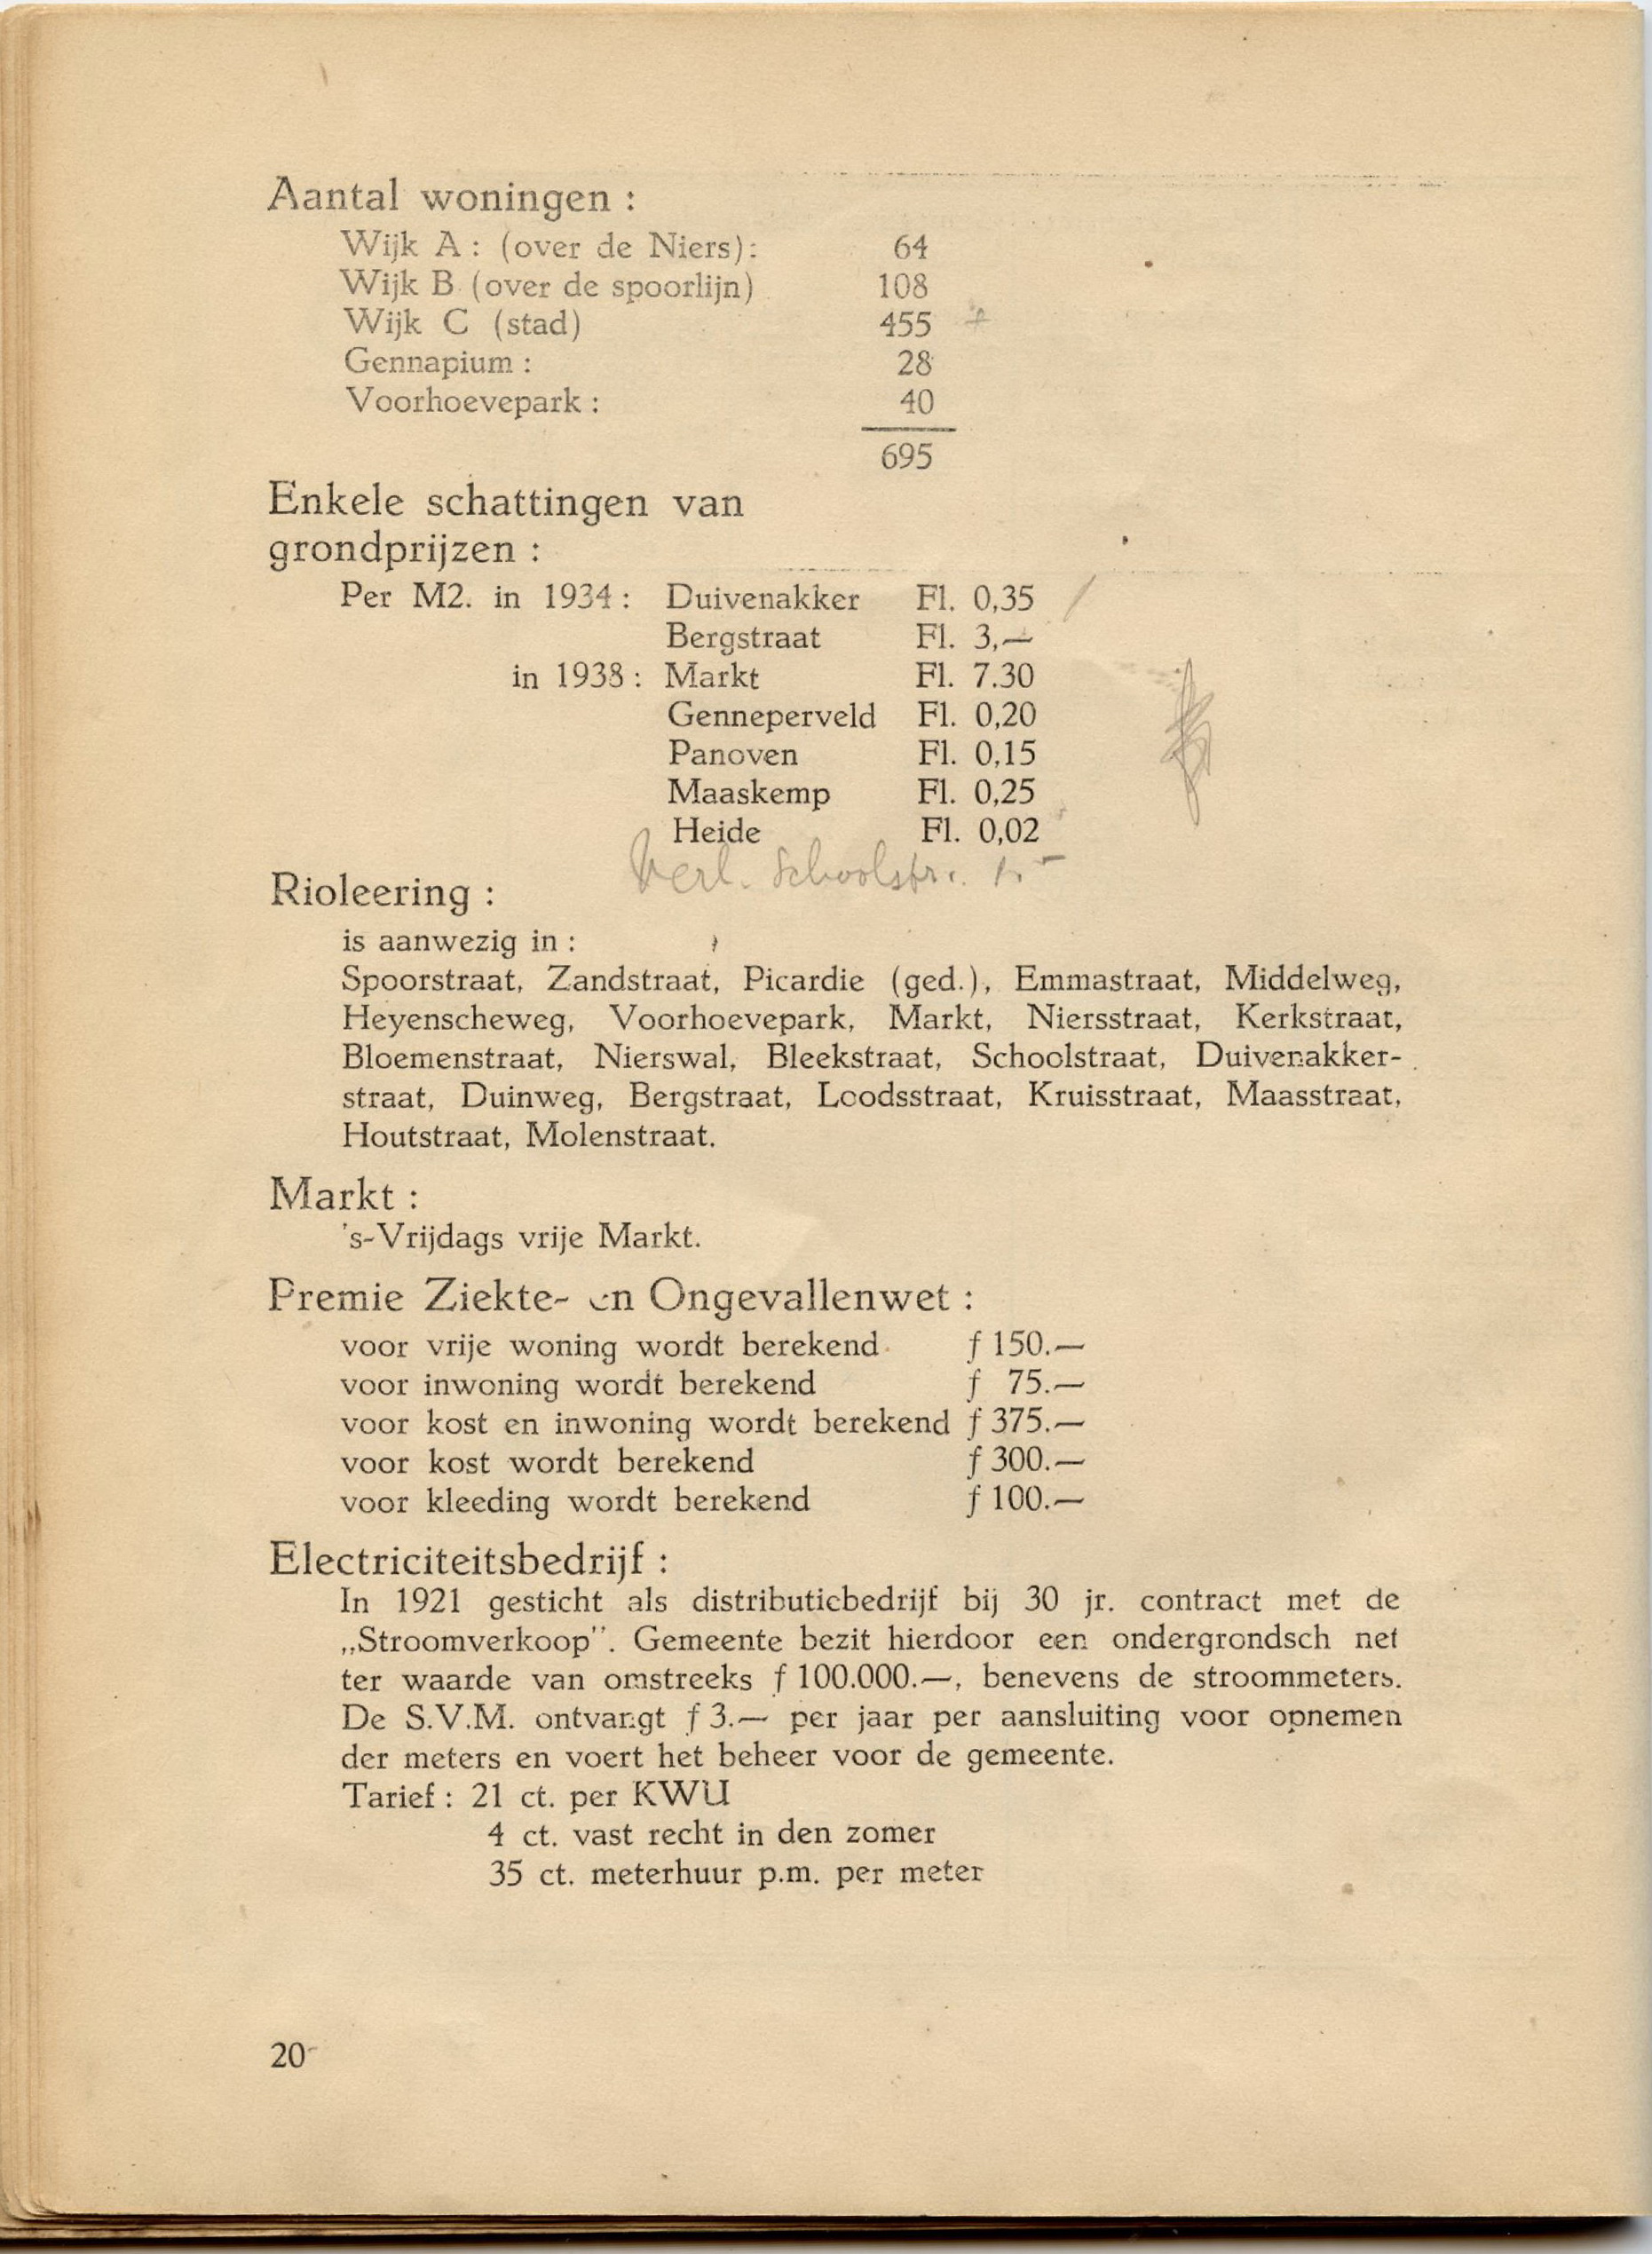 Aantal woningen :
Wijk A : (over de Niers): 64
Wijk B (over de spoorlijn) 108
Wijk C (stad) 455
Gennapium : 28
Voorhoevepark : 40
695
Enkele schattingen van
grondprijzen :
Per M2. in 1934 : Duivenakker Fl. 0,35
Bergstraat Fl. 3,—
in 1938 : Markt Fl. 7.30
Genneperveld Fl. 0,20
Panoven Fl. 0,15
Maaskemp Fl. 0,25
Heide Fl. 0,02
Verl. Schoolstr. 1.-
Rioleering :
is aanwezig in :
Spoorstraat, Zandstraat, Picardie (ged.), Emmastraat, Middelweg,
Heyenscheweg, Voorhoevepark, Markt, Niersstraat, Kerkstraat,
Bloemenstraat, Nierswal, Bleekstraat, Schoolstraat, Duivenakker-
straat, Duinweg, Bergstraat, Loodsstraat, Kruisstraat, Maasstraat,
Houtstraat, Molenstraat.
Markt :
's-Vrijdags vrije Markt.
Premie Ziekte- en Ongevallenwet :
voor vrije woning wordt berekend f 150.—
voor inwoning wordt berekend f 75.—
voor kost en inwoning wordt berekend f 375.—
voor kost wordt berekend f 300.—
voor kleeding wordt berekend f 100.—
Electriciteitsbedrijf :
In 1921 gesticht als distributiebedrijf bij 30 jr. contract met de
„Stroomverkoop”. Gemeente bezit hierdoor een ondergrondsch net
ter waarde van omstreeks f 100.000.—, benevens de stroommeters.
De S.V.M. ontvangt f 3.— per jaar per aansluiting voor opnemen
der meters en voert het beheer voor de gemeente.
Tarief : 21 ct. per KWU
4 ct. vast recht in den zomer
35 ct. meterhuur p.m. per meter
20